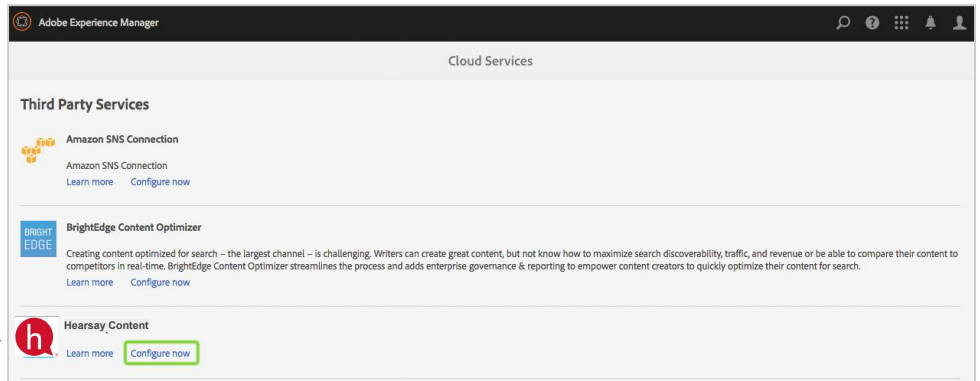 Adobe Experience Manager
Cloud Services
Third Party Services
Amazon SNS Connection
Amazon SNS Connection
Learn more Configure now
BRIGHT
EDGE
BrightEdge Content Optimizer
Creating content optimized for search – the largest channel – is challenging. Writers can create great content, but not know how to maximize search discoverability, traffic, and revenue or be able to compare their content to
competitors in real-time. BrightEdge Content Optimizer streamlines the process and adds enterprise governance & reporting to empower content creators to quickly optimize their content for search.
Learn more Configure now
h
Hearsay Content
Learn more Configure now